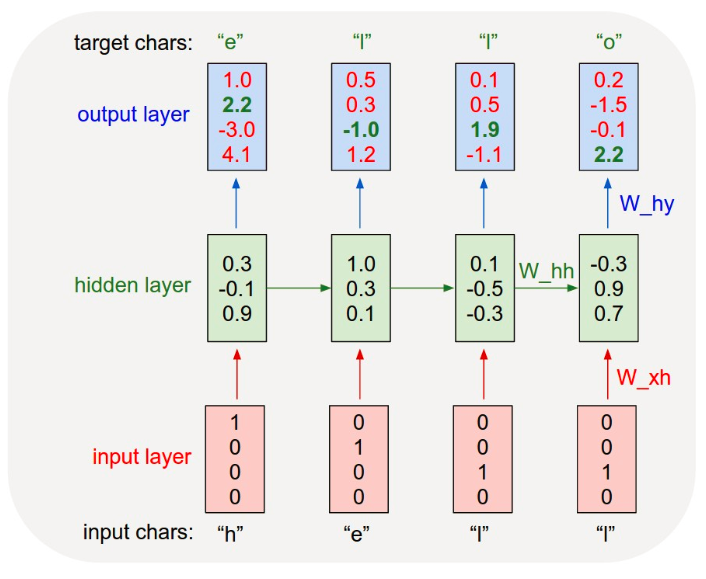 target chars: “e” “l” “l” “o”
output layer
1.0 0.5 0.1 0.2
2.2 0.3 0.5 -1.5
-3.0 -1.0 1.9 -0.1
4.1 1.2 -1.1 2.2
W_hy
hidden layer
0.3 1.0 0.1 -0.3
-0.1 0.3 -0.5 0.9
0.9 0.1 -0.3 0.7
W_hh
W_xh
input layer
1 0 0 0
0 1 0 0
0 0 1 1
0 0 0 0
input chars: “h” “e” “l” “l”